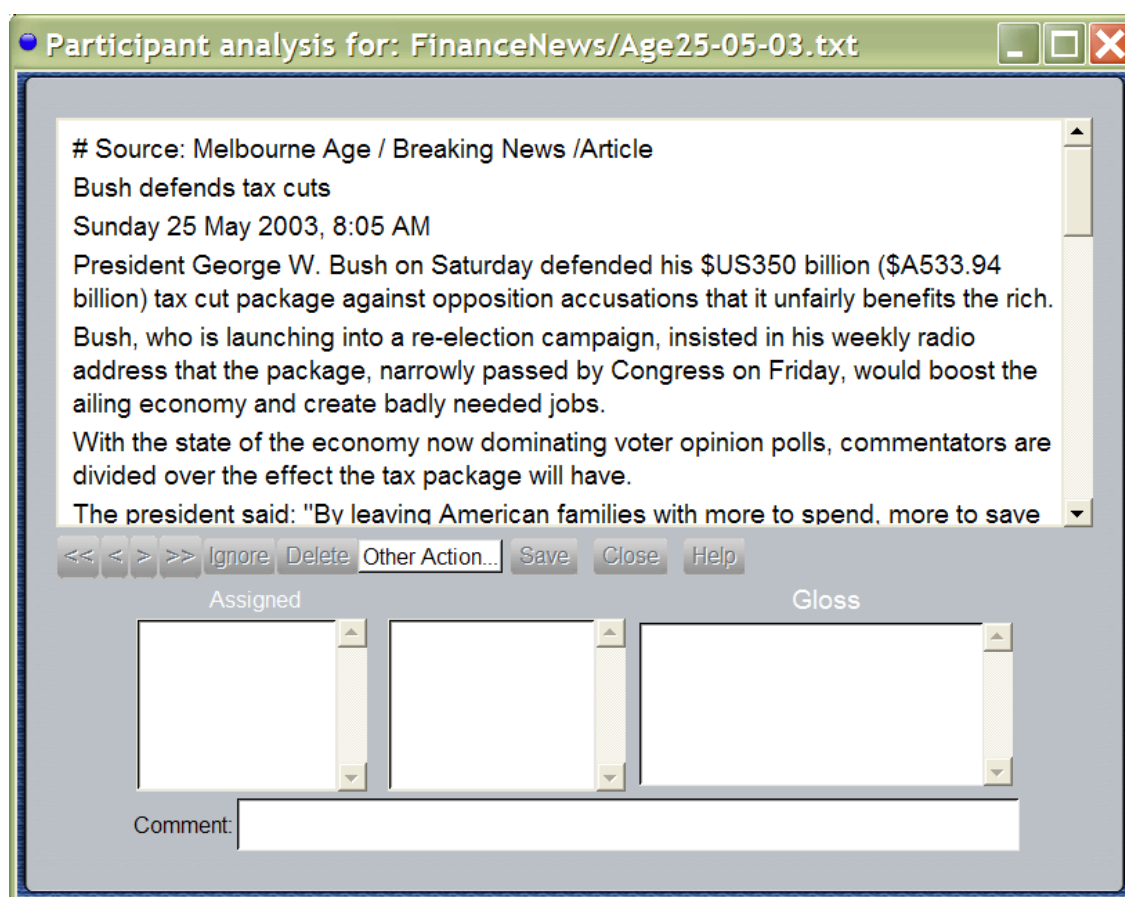 Participant analysis for: FinanceNews/Age25-05-03.txt
# Source: Melbourne Age / Breaking News /Article
Bush defends tax cuts
Sunday 25 May 2003, 8:05 AM
President George W. Bush on Saturday defended his $US350 billion ($A533.94
billion) tax cut package against opposition accusations that it unfairly benefits the rich.
Bush, who is launching into a re-election campaign, insisted in his weekly radio
address that the package, narrowly passed by Congress on Friday, would boost the
ailing economy and create badly needed jobs.
With the state of the economy now dominating voter opinion polls, commentators are
divided over the effect the tax package will have.
The president said: "By leaving American families with more to spend, more to save
<< < > >> Ignore Delete Other Action... Save Close Help
Assigned Gloss
Comment: